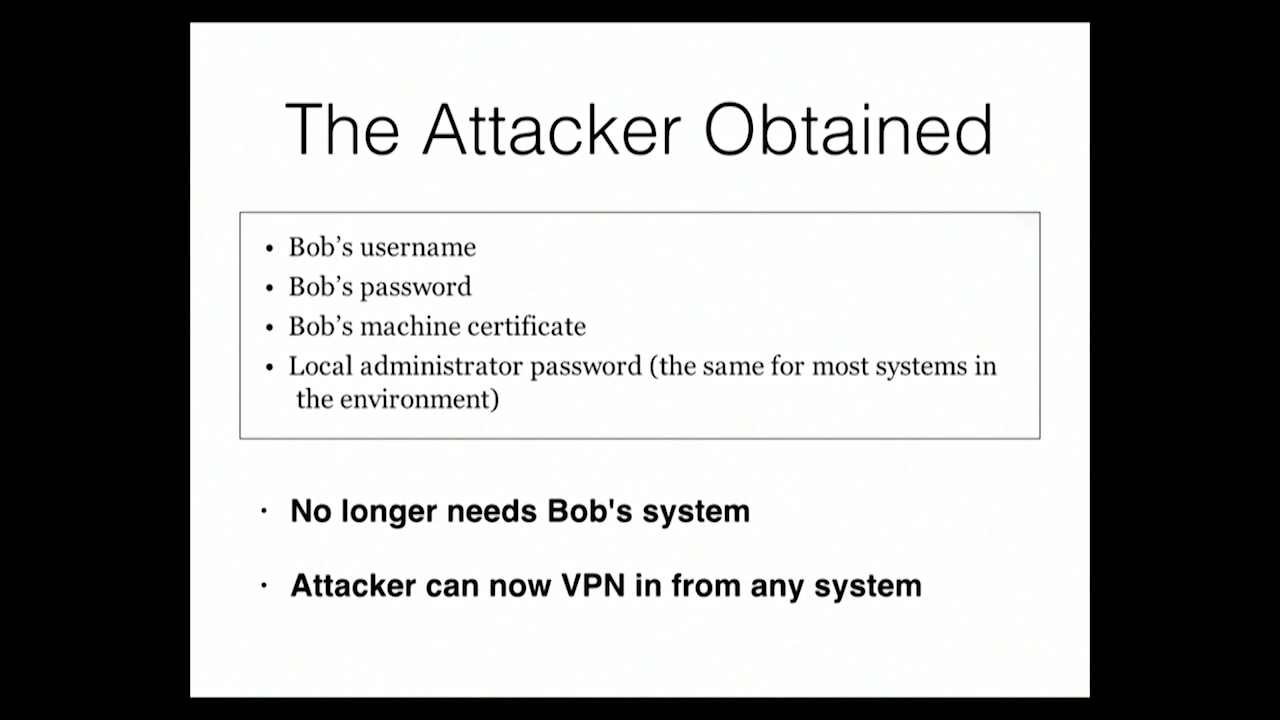 The Attacker Obtained
• Bob’s username
• Bob’s password
• Bob’s machine certificate
• Local administrator password (the same for most systems in
the environment)
· No longer needs Bob's system
· Attacker can now VPN in from any system